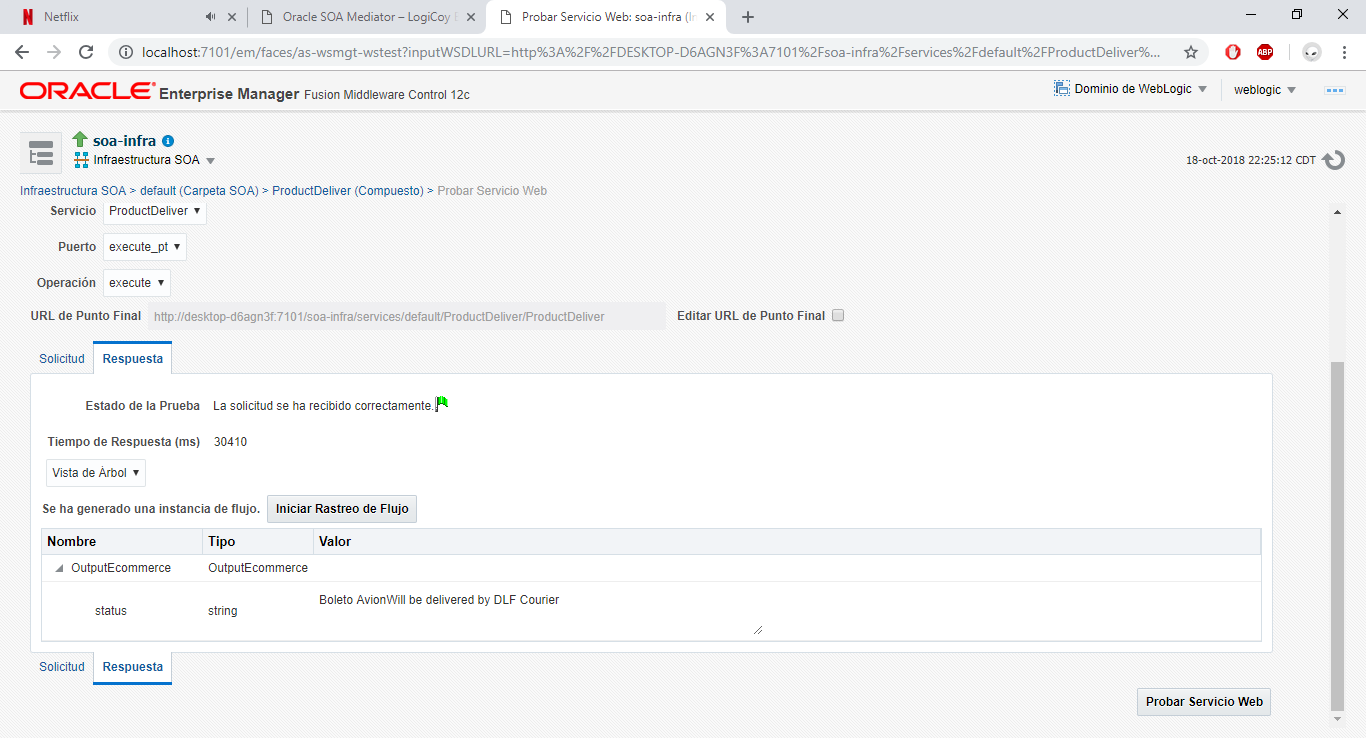 Netflix
Oracle SOA Mediator – LogiCoy
Probar Servicio Web: soa-infra (In
localhost:7101/em/faces/as-wsmgt-wstest?inputWSDLURL=http%3A%2F%2FDESKTOP-D6AGN3F%3A7101%2Fsoa-infra%2Fservices%2Fdefault%2FProductDeliver%...
ABP
ORACLE Enterprise Manager Fusion Middleware Control 12c
Dominio de WebLogic
weblogic
soa-infra
Infraestructura SOA
18-oct-2018 22:25:12 CDT
Infraestructura SOA > default (Carpeta SOA) > ProductDeliver (Compuesto) > Probar Servicio Web
Servicio ProductDeliver
Puerto execute_pt
Operación execute
URL de Punto Final http://desktop-d6agn3f:7101/soa-infra/services/default/ProductDeliver/ProductDeliver Editar URL de Punto Final
Solicitud Respuesta
Estado de la Prueba La solicitud se ha recibido correctamente.
Tiempo de Respuesta (ms) 30410
Vista de Árbol
Se ha generado una instancia de flujo. Iniciar Rastreo de Flujo
Nombre Tipo Valor
OutputEcommerce OutputEcommerce
status string Boleto AvionWill be delivered by DLF Courier
Solicitud Respuesta
Probar Servicio Web